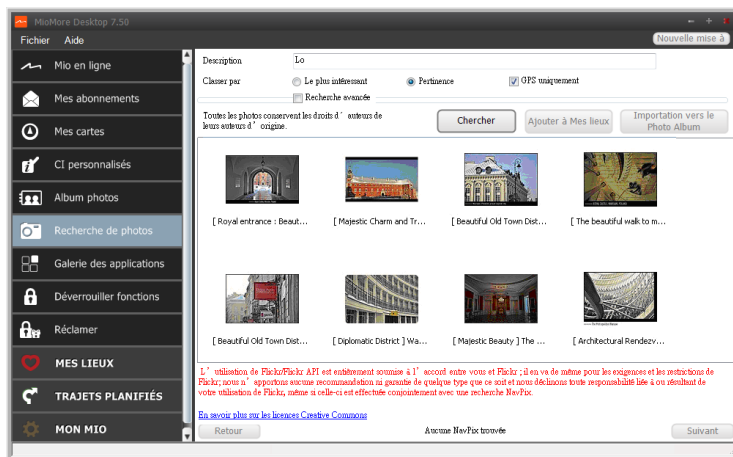 MioMore Desktop 7.50
Fichier Aide
Nouvelle mise à
Mio en ligne
Mes abonnements
Mes cartes
CI personnalisés
Album photos
Recherche de photos
Galerie des applications
Déverrouiller fonctions
Réclamer
MES LIEUX
TRAJETS PLANIFIÉS
MON MIO
Description Lo
Classer par Le plus intéressant Pertinence GPS uniquement
Recherche avancée
Toutes les photos conservent les droits d' auteurs de
leurs auteurs d' origine.
Chercher
Ajouter à Mes lieux
Importation vers le
Photo Album
[ Royal entrance : Beaut... [ Majestic Charm and Tr... [ Beautiful Old Town Dist... [ The beautiful walk to m...
[ Beautiful Old Town Dist... [ Diplomatic District ] Wa... [ Majestic Beauty ] The ... [ Architectural Rendezv...
L' utilisation de Flickr/Flickr API est entièrement soumise à l' accord entre vous et Flickr ; il en va de même pour les exigences et les restrictions de
Flickr; nous n' apportons aucune recommandation ni garantie de quelque type que ce soit et nous déclinons toute responsabilité liée à ou résultant de
votre utilisation de Flickr, même si celle-ci est effectuée conjointement avec une recherche NavPix.
En savoir plus sur les licences Creative Commons
Retour Aucune NavPix trouvée Suivant